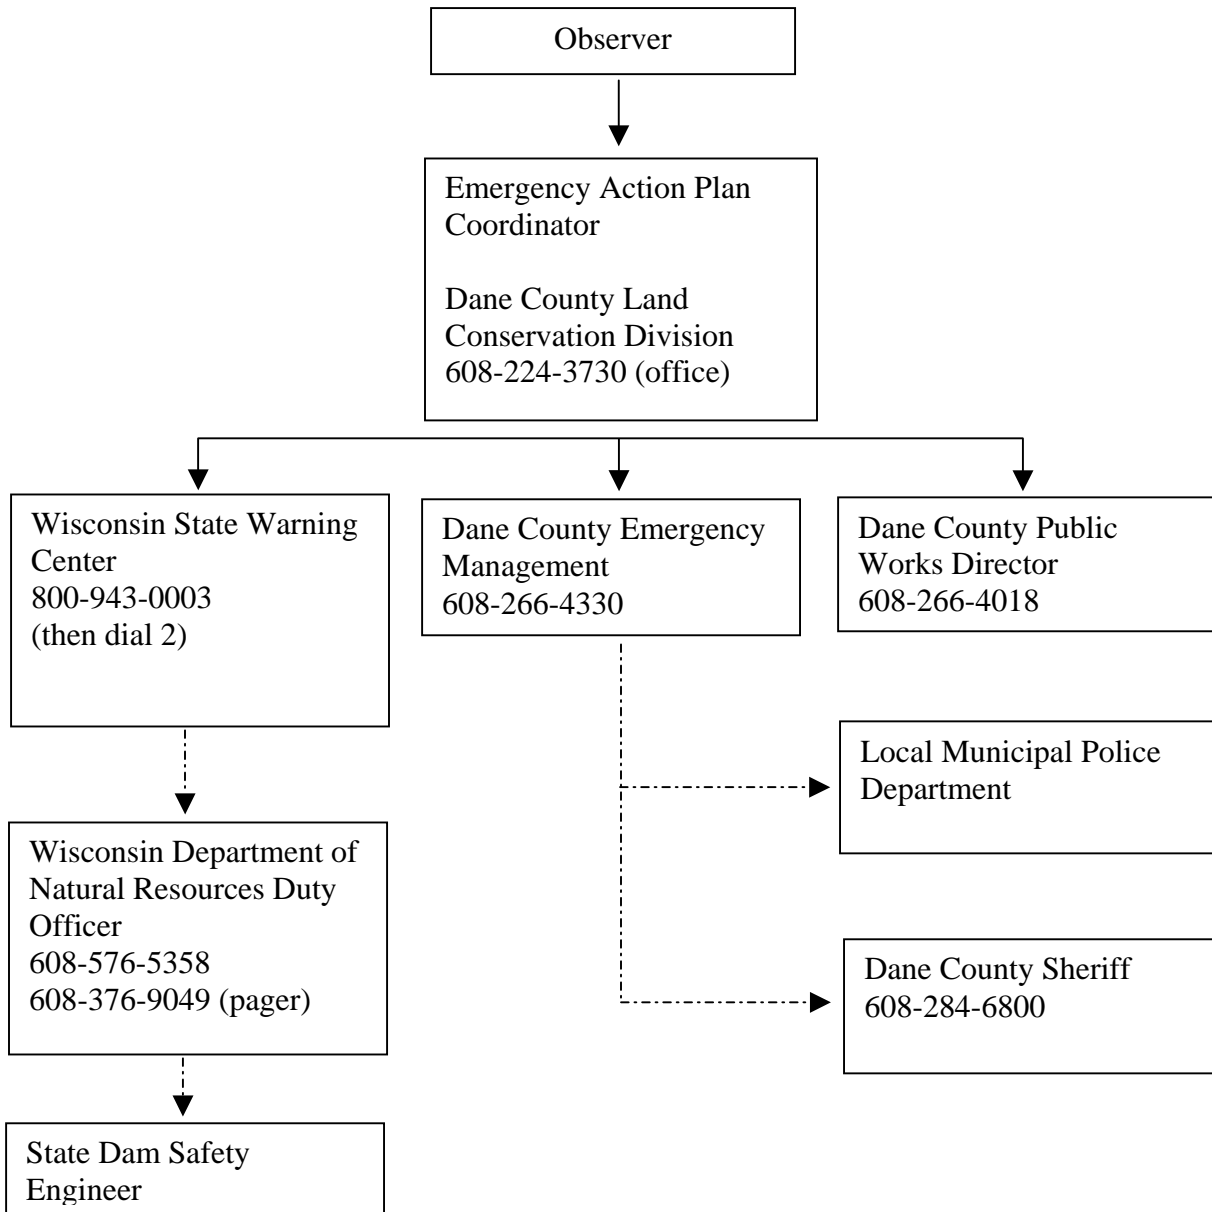 Observer
Emergency Action Plan
Coordinator
Dane County Land
Conservation Division
608-224-3730 (office)
Wisconsin State Warning
Center
800-943-0003
(then dial 2)
Dane County Emergency
Management
608-266-4330
Dane County Public
Works Director
608-266-4018
Local Municipal Police
Department
Wisconsin Department of
Natural Resources Duty
Officer
608-576-5358
608-376-9049 (pager)
Dane County Sheriff
608-284-6800
State Dam Safety
Engineer